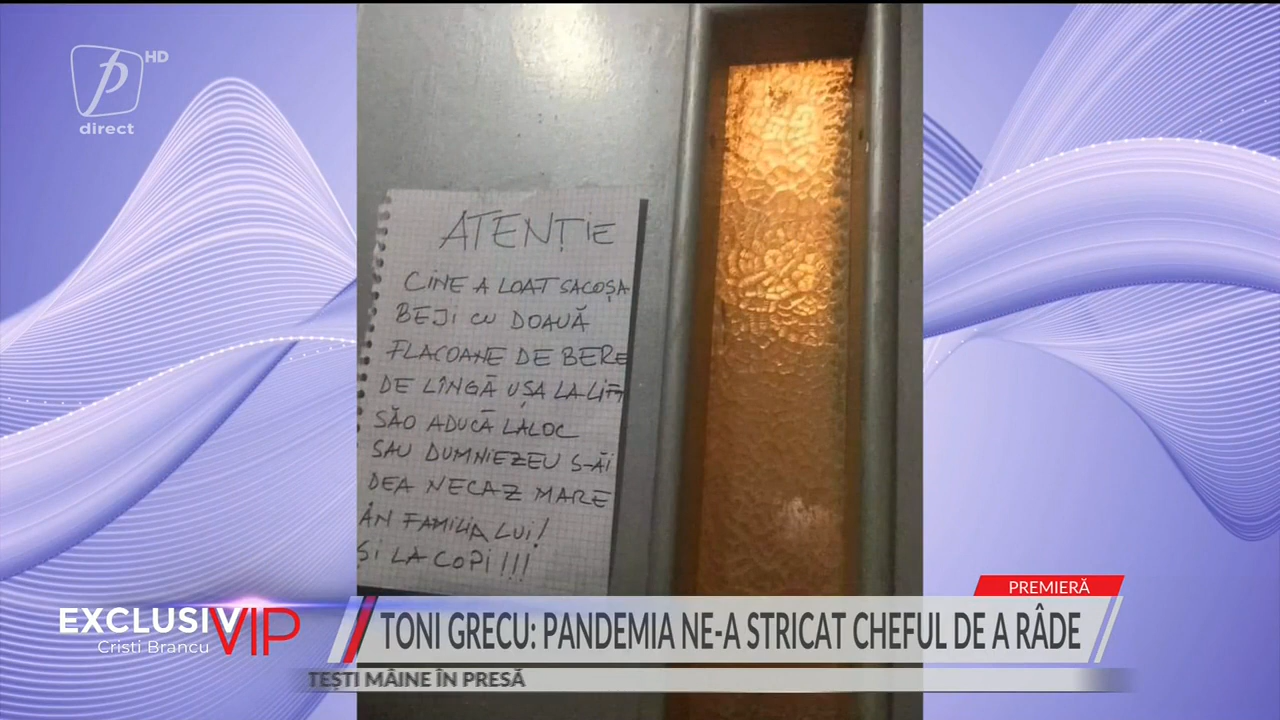 HD
p
direct
ATENȚIE
CINE A LOAT SACOȘA
BEJI CU DOAUĂ
FLACOANE DE BERE
DE LÎNGĂ UȘA LA LIFT
SĂO ADUCĂ LALOC
SAU DUMNIEZEU S-ĂI
DEA NECAZ MARE
ÂN FAMILIA LUI!
ȘI LA COPI!!!
PREMIERĂ
EXCLUSIV VIP
Cristi Brancu
TONI GRECU: PANDEMIA NE-A STRICAT CHEFUL DE A RÂDE
TEȘTI MÂINE ÎN PRESĂ